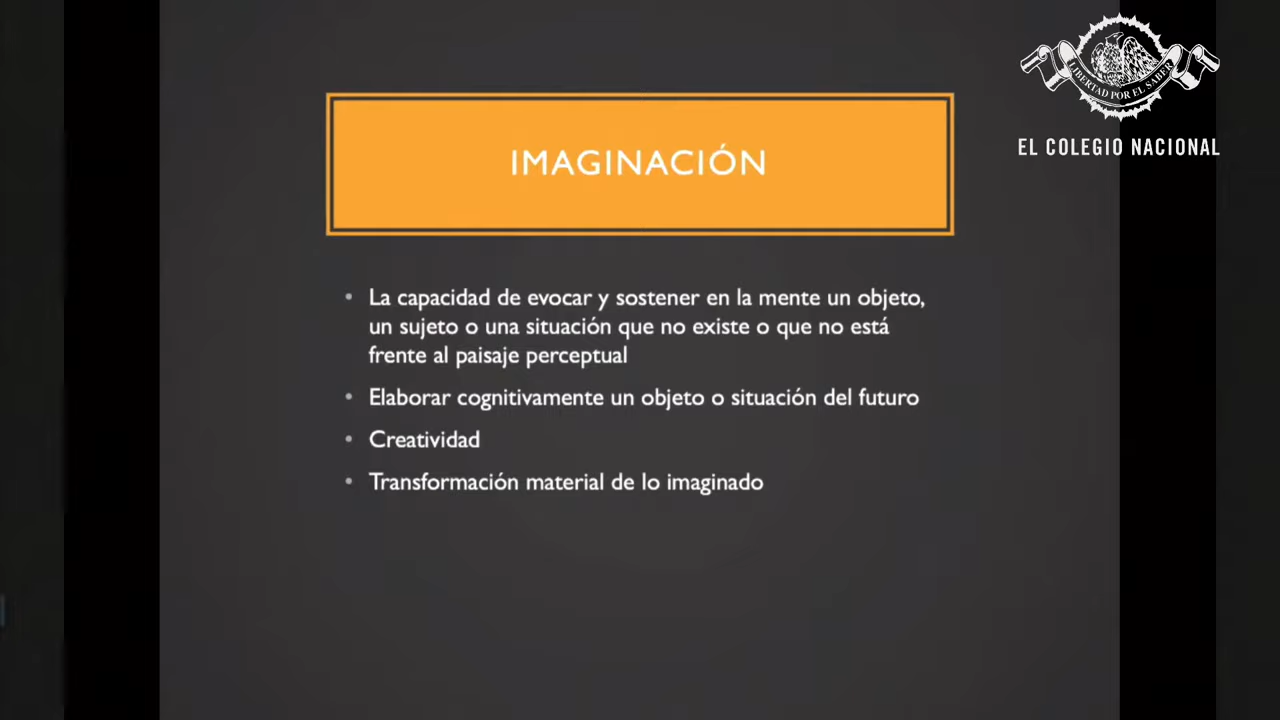 LIBERTAD POR EL SABER
EL COLEGIO NACIONAL
IMAGINACIÓN
• La capacidad de evocar y sostener en la mente un objeto,
un sujeto o una situación que no existe o que no está
frente al paisaje perceptual
• Elaborar cognitivamente un objeto o situación del futuro
• Creatividad
• Transformación material de lo imaginado